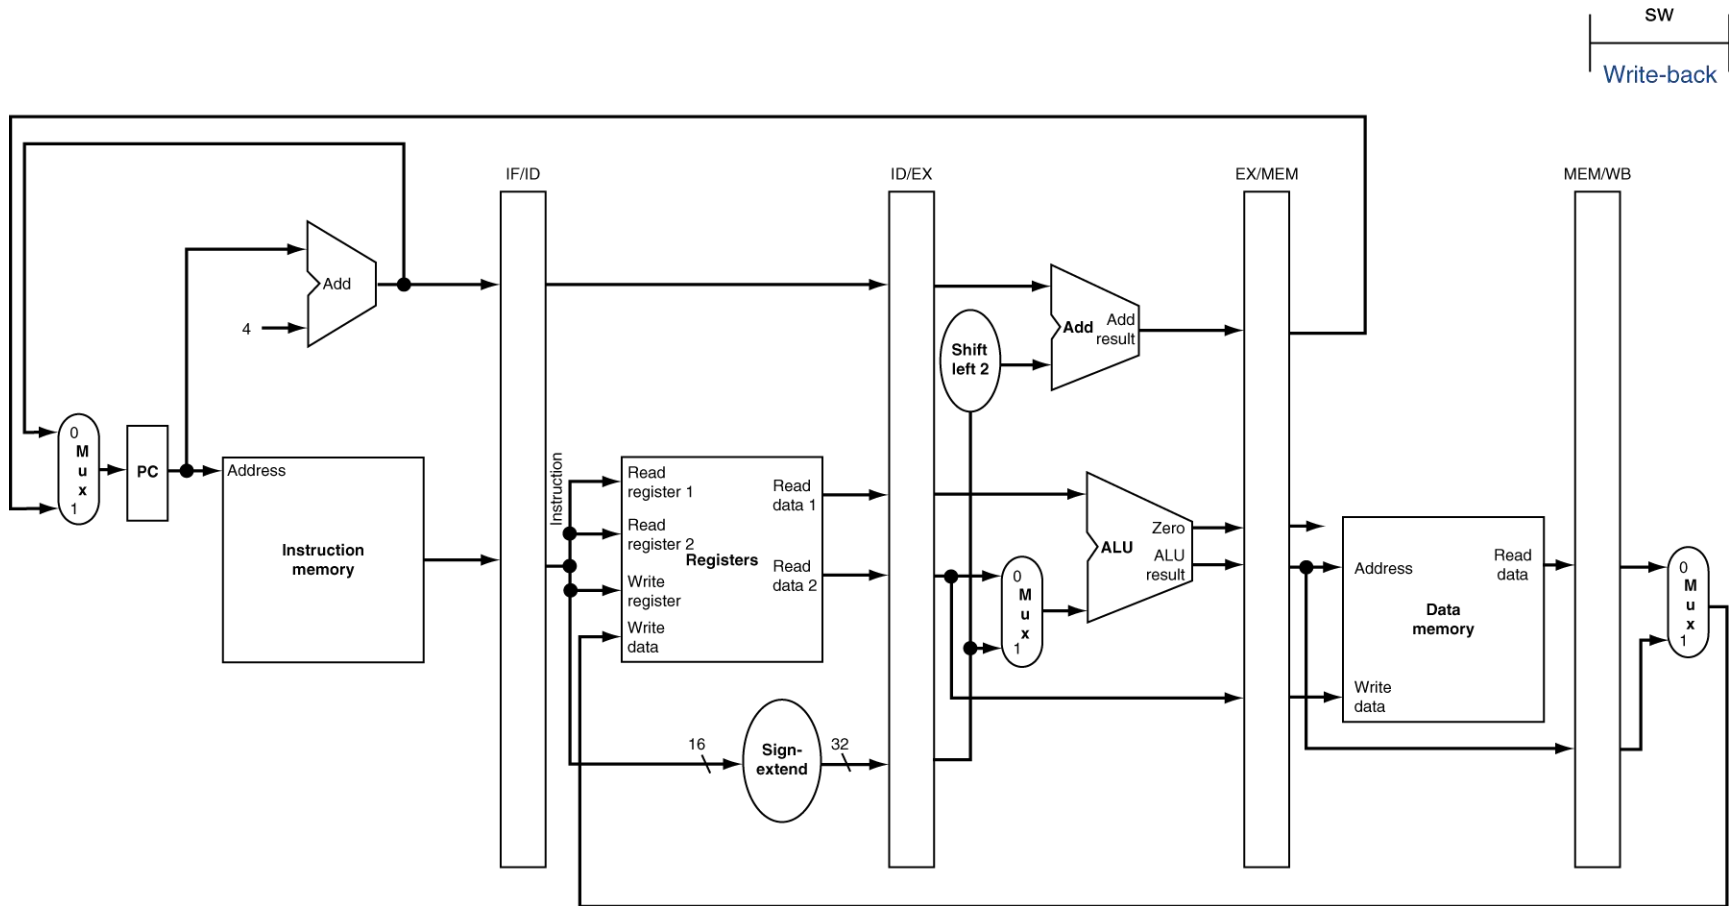 SW
Write-back
IF/ID
ID/EX
EX/MEM
MEM/WB
Add
4
Add
Add
result
Shift
left 2
0
M
u
x
1
PC
Address
Instruction
memory
Instruction
Read
register 1
Read
register 2
Write
register
Write
data
Registers
Read
data 1
Read
data 2
16
Sign-
extend
32
0
M
u
x
1
ALU
Zero
ALU
result
Address
Read
data
Data
memory
Write
data
0
M
u
x
1